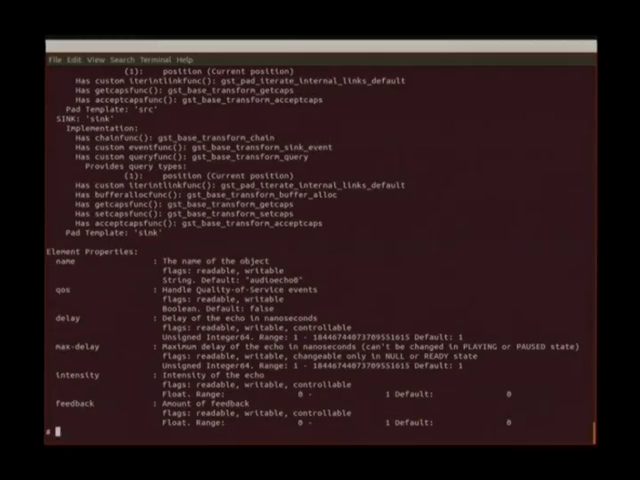 File Edit View Search Terminal Help
(1): position (Current position)
Has custom iterintlinkfunc(): gst_pad_iterate_internal_links_default
Has getcapsfunc(): gst_base_transform_getcaps
Has acceptcapsfunc(): gst_base_transform_acceptcaps
Pad Template: 'src'
SINK: 'sink'
Implementation:
Has chainfunc(): gst_base_transform_chain
Has custom eventfunc(): gst_base_transform_sink_event
Has custom queryfunc(): gst_base_transform_query
Provides query types:
(1): position (Current position)
Has custom iterintlinkfunc(): gst_pad_iterate_internal_links_default
Has bufferallocfunc(): gst_base_transform_buffer_alloc
Has getcapsfunc(): gst_base_transform_getcaps
Has setcapsfunc(): gst_base_transform_setcaps
Has acceptcapsfunc(): gst_base_transform_acceptcaps
Pad Template: 'sink'
Element Properties:
name : The name of the object
flags: readable, writable
String. Default: "audioecho0"
qos : Handle Quality-of-Service events
flags: readable, writable
Boolean. Default: false
delay : Delay of the echo in nanoseconds
flags: readable, writable, controllable
Unsigned Integer64. Range: 1 - 18446744073709551615 Default: 1
max-delay : Maximum delay of the echo in nanoseconds (can't be changed in PLAYING or PAUSED state)
flags: readable, writable, changeable only in NULL or READY state
Unsigned Integer64. Range: 1 - 18446744073709551615 Default: 1
intensity : Intensity of the echo
flags: readable, writable, controllable
Float. Range: 0 - 1 Default: 0
feedback : Amount of feedback
flags: readable, writable, controllable
Float. Range: 0 - 1 Default: 0
#